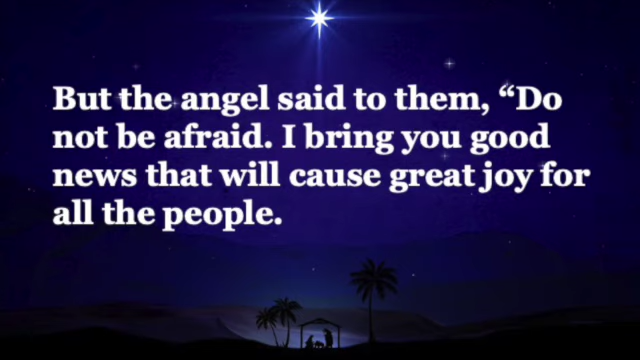 But the angel said to them, “Do
not be afraid. I bring you good
news that will cause great joy for
all the people.